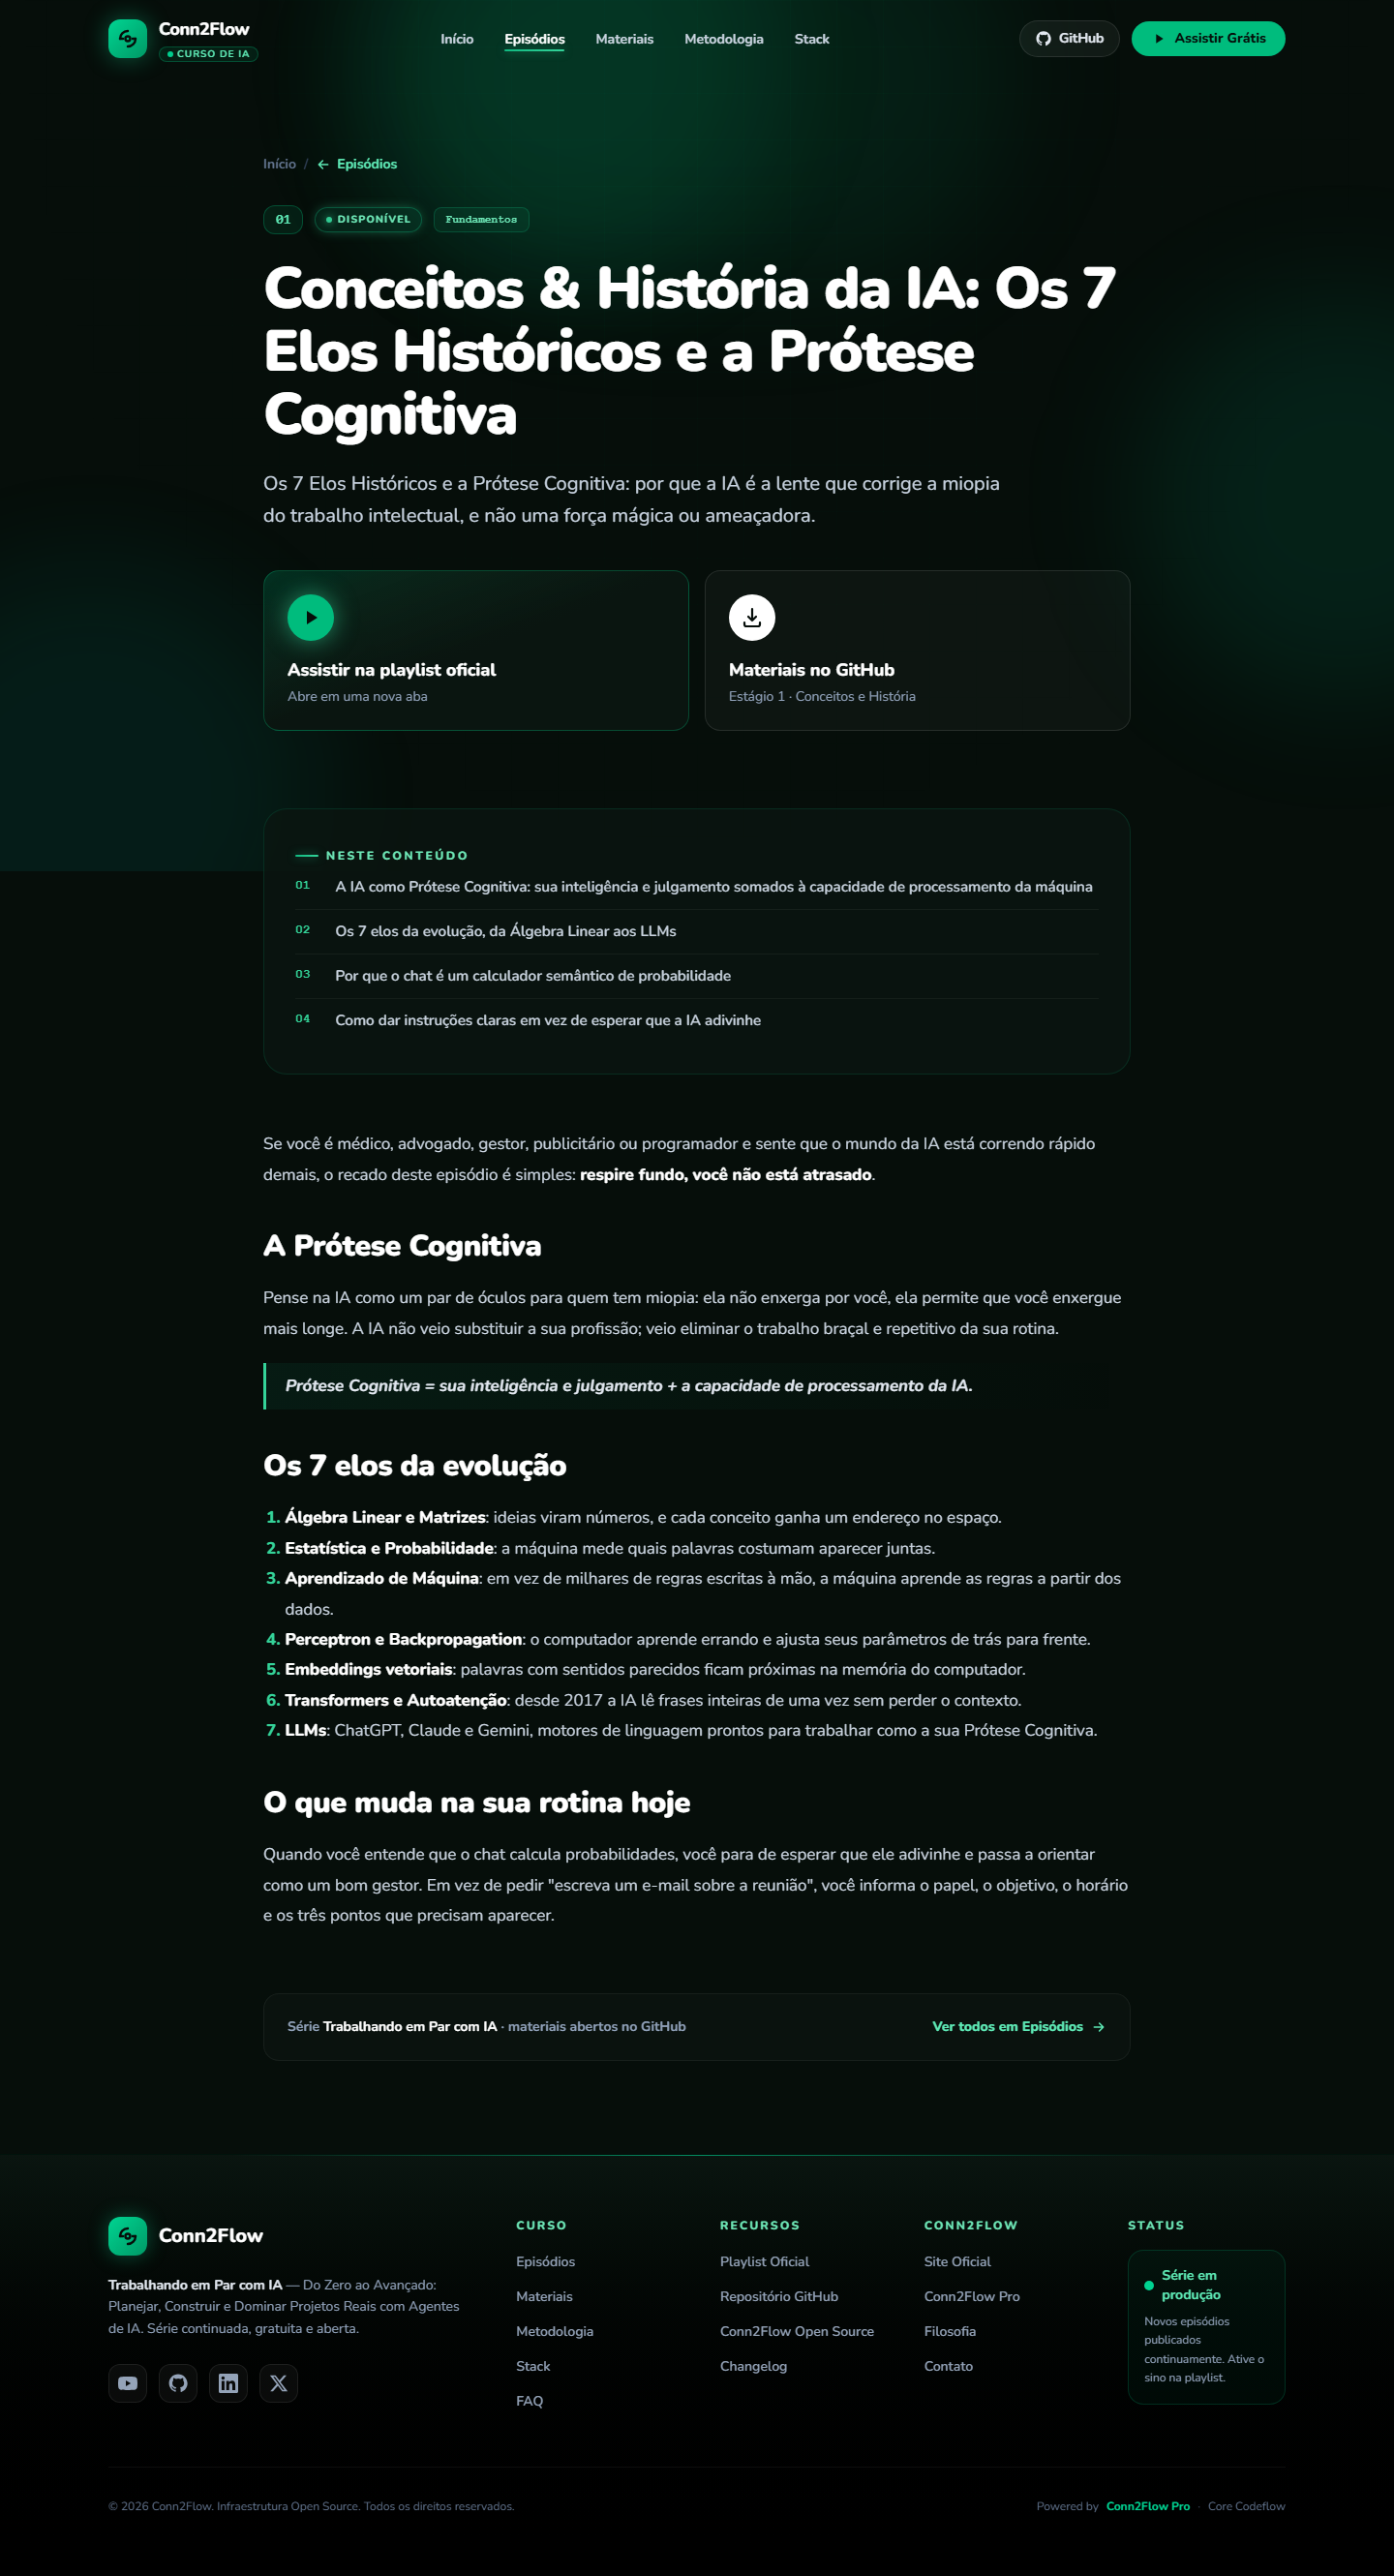 Conn2Flow
CURSO DE IA
Início
Episódios
Materiais
Metodologia
Stack
GitHub
Assistir Grátis
Início / ← Episódios
01
DISPONÍVEL
Fundamentos
Conceitos & História da IA: Os 7
Elos Históricos e a Prótese
Cognitiva
Os 7 Elos Históricos e a Prótese Cognitiva: por que a IA é a lente que corrige a miopia
do trabalho intelectual, e não uma força mágica ou ameaçadora.
Assistir na playlist oficial
Abre em uma nova aba
Materiais no GitHub
Estágio 1 · Conceitos e História
NESTE CONTEÚDO
01 A IA como Prótese Cognitiva: sua inteligência e julgamento somados à capacidade de processamento da máquina
02 Os 7 elos da evolução, da Álgebra Linear aos LLMs
03 Por que o chat é um calculador semântico de probabilidade
04 Como dar instruções claras em vez de esperar que a IA adivinhe
Se você é médico, advogado, gestor, publicitário ou programador e sente que o mundo da IA está correndo rápido
demais, o recado deste episódio é simples: respire fundo, você não está atrasado.
A Prótese Cognitiva
Pense na IA como um par de óculos para quem tem miopia: ela não enxerga por você, ela permite que você enxergue
mais longe. A IA não veio substituir a sua profissão; veio eliminar o trabalho braçal e repetitivo da sua rotina.
Prótese Cognitiva = sua inteligência e julgamento + a capacidade de processamento da IA.
Os 7 elos da evolução
1. Álgebra Linear e Matrizes: ideias viram números, e cada conceito ganha um endereço no espaço.
2. Estatística e Probabilidade: a máquina mede quais palavras costumam aparecer juntas.
3. Aprendizado de Máquina: em vez de milhares de regras escritas à mão, a máquina aprende as regras a partir dos
dados.
4. Perceptron e Backpropagation: o computador aprende errando e ajusta seus parâmetros de trás para frente.
5. Embeddings vetoriais: palavras com sentidos parecidos ficam próximas na memória do computador.
6. Transformers e Autoatenção: desde 2017 a IA lê frases inteiras de uma vez sem perder o contexto.
7. LLMs: ChatGPT, Claude e Gemini, motores de linguagem prontos para trabalhar como a sua Prótese Cognitiva.
O que muda na sua rotina hoje
Quando você entende que o chat calcula probabilidades, você para de esperar que ele adivinhe e passa a orientar
como um bom gestor. Em vez de pedir "escreva um e-mail sobre a reunião", você informa o papel, o objetivo, o horário
e os três pontos que precisam aparecer.
Série Trabalhando em Par com IA · materiais abertos no GitHub
Ver todos em Episódios →
Conn2Flow
Trabalhando em Par com IA — Do Zero ao Avançado:
Planejar, Construir e Dominar Projetos Reais com Agentes
de IA. Série continuada, gratuita e aberta.
CURSO
Episódios
Materiais
Metodologia
Stack
FAQ
RECURSOS
Playlist Oficial
Repositório GitHub
Conn2Flow Open Source
Changelog
CONN2FLOW
Site Oficial
Conn2Flow Pro
Filosofia
Contato
STATUS
Série em
produção
Novos episódios
publicados
continuamente. Ative o
sino na playlist.
© 2026 Conn2Flow. Infraestrutura Open Source. Todos os direitos reservados.
Powered by Conn2Flow Pro · Core Codeflow